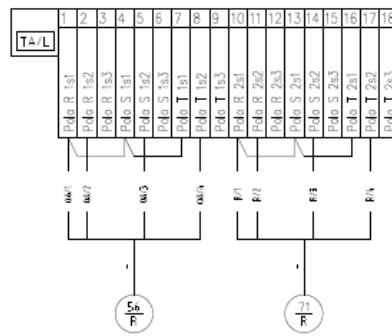 1 2 3 4 5 6 7 8 9 10 11 12 13 14 15 16 17 18
TA/L
Pdo R 1s1
Pdo R 1s2
Pdo R 1s3
Pdo S 1s1
Pdo S 1s2
Pdo S 1s3
Pdo T 1s1
Pdo T 1s2
Pdo T 1s3
Pdo R 2s1
Pdo R 2s2
Pdo R 2s3
Pdo S 2s1
Pdo S 2s2
Pdo S 2s3
Pdo T 2s1
Pdo T 2s2
Pdo T 2s3
R/1
R/2
56
R
71
R